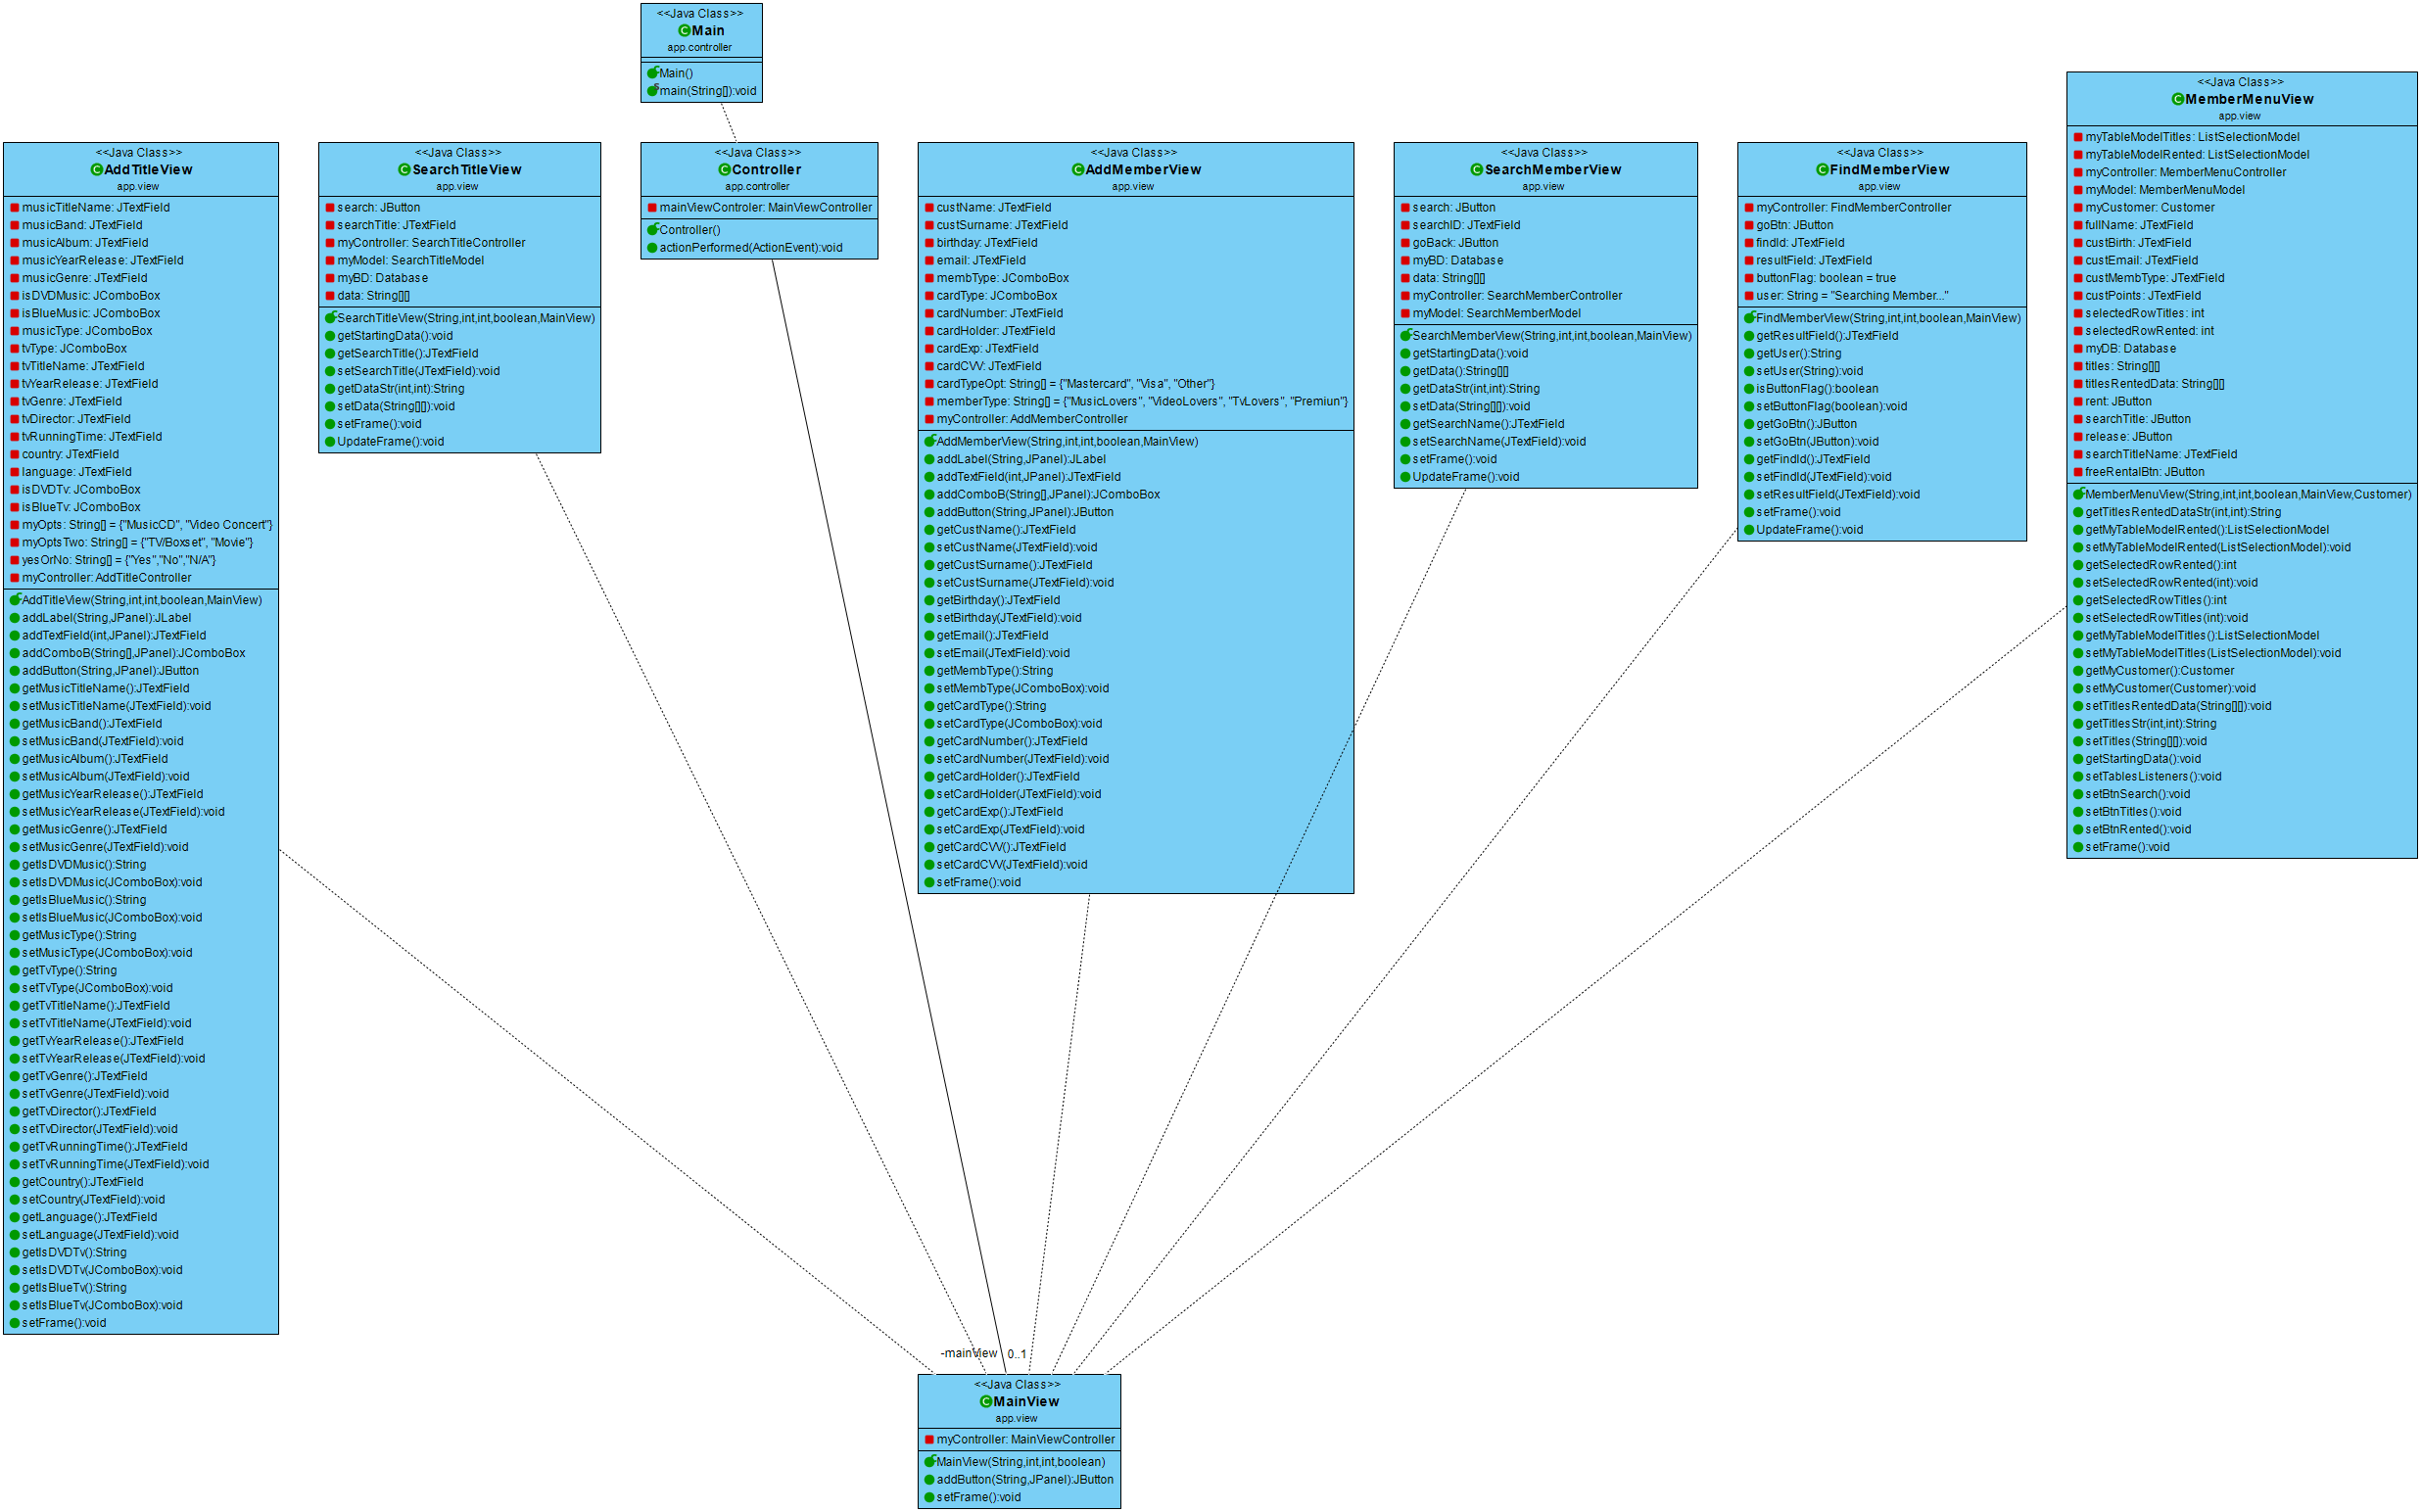 <<Java Class>>
Main
app.controller
Main()
main(String[]):void
<<Java Class>>
AddTitleView
app.view
musicTitleName: JTextField
musicBand: JTextField
musicAlbum: JTextField
musicYearRelease: JTextField
musicGenre: JTextField
isDVDMusic: JComboBox
isBlueMusic: JComboBox
musicType: JComboBox
tvType: JComboBox
tvTitleName: JTextField
tvYearRelease: JTextField
tvGenre: JTextField
tvDirector: JTextField
tvRunningTime: JTextField
country: JTextField
language: JTextField
isDVDTv: JComboBox
isBlueTv: JComboBox
myOpts: String[] = {"MusicCD", "Video Concert"}
myOptsTwo: String[] = {"TV/Boxset", "Movie"}
yesOrNo: String[] = {"Yes","No","N/A"}
myController: AddTitleController
AddTitleView(String,int,int,boolean,MainView)
addLabel(String,JPanel):JLabel
addTextField(int,JPanel):JTextField
addComboB(String[],JPanel):JComboBox
addButton(String,JPanel):JButton
getMusicTitleName():JTextField
setMusicTitleName(JTextField):void
getMusicBand():JTextField
setMusicBand(JTextField):void
getMusicAlbum():JTextField
setMusicAlbum(JTextField):void
getMusicYearRelease():JTextField
setMusicYearRelease(JTextField):void
getMusicGenre():JTextField
setMusicGenre(JTextField):void
getIsDVDMusic():String
setIsDVDMusic(JComboBox):void
getIsBlueMusic():String
setIsBlueMusic(JComboBox):void
getMusicType():String
setMusicType(JComboBox):void
getTvType():String
setTvType(JComboBox):void
getTvTitleName():JTextField
setTvTitleName(JTextField):void
getTvYearRelease():JTextField
setTvYearRelease(JTextField):void
getTvGenre():JTextField
setTvGenre(JTextField):void
getTvDirector():JTextField
setTvDirector(JTextField):void
getTvRunningTime():JTextField
setTvRunningTime(JTextField):void
getCountry():JTextField
setCountry(JTextField):void
getLanguage():JTextField
setLanguage(JTextField):void
getIsDVDTv():String
setIsDVDTv(JComboBox):void
getIsBlueTv():String
setIsBlueTv(JComboBox):void
setFrame():void
<<Java Class>>
SearchTitleView
app.view
search: JButton
searchTitle: JTextField
myController: SearchTitleController
myModel: SearchTitleModel
myBD: Database
data: String[][]
SearchTitleView(String,int,int,boolean,MainView)
getStartingData():void
getSearchTitle():JTextField
setSearchTitle(JTextField):void
getDataStr(int,int):String
setData(String[][]):void
setFrame():void
UpdateFrame():void
<<Java Class>>
Controller
app.controller
mainViewControler: MainViewController
Controller()
actionPerformed(ActionEvent):void
<<Java Class>>
AddMemberView
app.view
custName: JTextField
custSurname: JTextField
birthday: JTextField
email: JTextField
membType: JComboBox
cardType: JComboBox
cardNumber: JTextField
cardHolder: JTextField
cardExp: JTextField
cardCVV: JTextField
cardTypeOpt: String[] = {"Mastercard", "Visa", "Other"}
memberType: String[] = {"MusicLovers", "VideoLovers", "TvLovers", "Premiun"}
myController: AddMemberController
AddMemberView(String,int,int,boolean,MainView)
addLabel(String,JPanel):JLabel
addTextField(int,JPanel):JTextField
addComboB(String[],JPanel):JComboBox
addButton(String,JPanel):JButton
getCustName():JTextField
setCustName(JTextField):void
getCustSurname():JTextField
setCustSurname(JTextField):void
getBirthday():JTextField
setBirthday(JTextField):void
getEmail():JTextField
setEmail(JTextField):void
getMembType():String
setMembType(JComboBox):void
getCardType():String
setCardType(JComboBox):void
getCardNumber():JTextField
setCardNumber(JTextField):void
getCardHolder():JTextField
setCardHolder(JTextField):void
getCardExp():JTextField
setCardExp(JTextField):void
getCardCVV():JTextField
setCardCVV(JTextField):void
setFrame():void
<<Java Class>>
SearchMemberView
app.view
search: JButton
searchID: JTextField
goBack: JButton
myBD: Database
data: String[][]
myController: SearchMemberController
myModel: SearchMemberModel
SearchMemberView(String,int,int,boolean,MainView)
getStartingData():void
getData():String[][]
getDataStr(int,int):String
setData(String[][]):void
getSearchName():JTextField
setSearchName(JTextField):void
setFrame():void
UpdateFrame():void
<<Java Class>>
FindMemberView
app.view
myController: FindMemberController
goBtn: JButton
findId: JTextField
resultField: JTextField
buttonFlag: boolean = true
user: String = "Searching Member..."
FindMemberView(String,int,int,boolean,MainView)
getResultField():JTextField
getUser():String
setUser(String):void
isButtonFlag():boolean
setButtonFlag(boolean):void
getGoBtn():JButton
setGoBtn(JButton):void
getFindId():JTextField
setFindId(JTextField):void
setResultField(JTextField):void
setFrame():void
UpdateFrame():void
<<Java Class>>
MemberMenuView
app.view
myTableModelTitles: ListSelectionModel
myTableModelRented: ListSelectionModel
myController: MemberMenuController
myModel: MemberMenuModel
myCustomer: Customer
fullName: JTextField
custBirth: JTextField
custEmail: JTextField
custMembType: JTextField
custPoints: JTextField
selectedRowTitles: int
selectedRowRented: int
myDB: Database
titles: String[][]
titlesRentedData: String[][]
rent: JButton
searchTitle: JButton
release: JButton
searchTitleName: JTextField
freeRentalBtn: JButton
MemberMenuView(String,int,int,boolean,MainView,Customer)
getTitlesRentedDataStr(int,int):String
getMyTableModelRented():ListSelectionModel
setMyTableModelRented(ListSelectionModel):void
getSelectedRowRented():int
setSelectedRowRented(int):void
getSelectedRowTitles():int
setSelectedRowTitles(int):void
getMyTableModelTitles():ListSelectionModel
setMyTableModelTitles(ListSelectionModel):void
getMyCustomer():Customer
setMyCustomer(Customer):void
setTitlesRentedData(String[][]):void
getTitlesStr(int,int):String
setTitles(String[][]):void
getStartingData():void
setTablesListeners():void
setBtnSearch():void
setBtnTitles():void
setBtnRented():void
setFrame():void
-mainView 0..1
<<Java Class>>
MainView
app.view
myController: MainViewController
MainView(String,int,int,boolean)
addButton(String,JPanel):JButton
setFrame():void